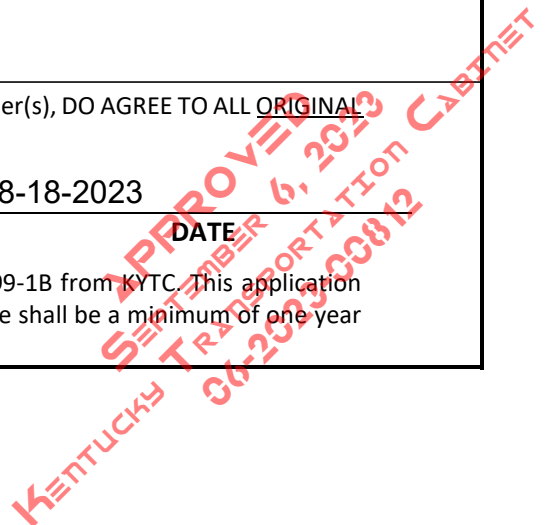 er(s), DO AGREE TO ALL ORIGINAL
8-18-2023
DATE
09-1B from KYTC. This application
e shall be a minimum of one year
APPROVED
SEPTEMBER 6, 2023
KENTUCKY TRANSPORTATION CABINET
06-2023-00812